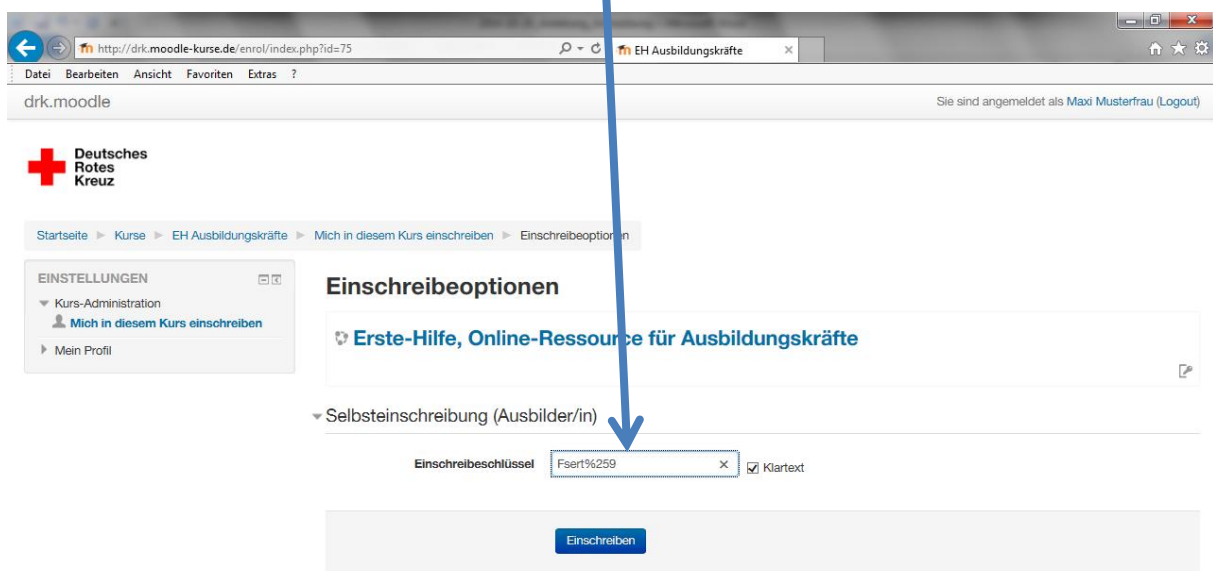 http://drk.moodle-kurse.de/enrol/index.php?id=75
EH Ausbildungskräfte
Datei Bearbeiten Ansicht Favoriten Extras ?
drk.moodle
Sie sind angemeldet als Maxi Musterfrau (Logout)
Deutsches
Rotes
Kreuz
Startseite ► Kurse ► EH Ausbildungskräfte ► Mich in diesem Kurs einschreiben ► Einschreibeoptionen
EINSTELLUNGEN
Kurs-Administration
Mich in diesem Kurs einschreiben
Mein Profil
Einschreibeoptionen
Erste-Hilfe, Online-Ressource für Ausbildungskräfte
Selbsteinschreibung (Ausbilder/in)
Einschreibeschlüssel Fsert%259 Klartext
Einschreiben